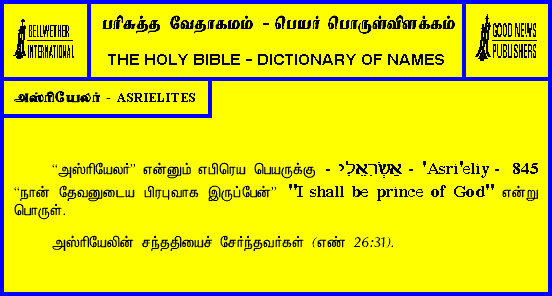 BELLWETHER
INTERNATIONAL
பரிசுத்த வேதாகமம் - பெயர் பொருள்விளக்கம்
THE HOLY BIBLE - DICTIONARY OF NAMES
GOOD NEWS
PUBLISHERS
அஸ்ரியேலர் - ASRIELITES
“அஸ்ரியேலர்” என்னும் எபிரெய பெயருக்கு - אַשְׂרִאֵלִי - 'Asri'eliy - 845
“நான் தேவனுடைய பிரபுவாக இருப்பேன்” "I shall be prince of God" என்று
பொருள்.
அஸ்ரியேலின் சந்ததியைச் சேர்ந்தவர்கள் (எண் 26:31).